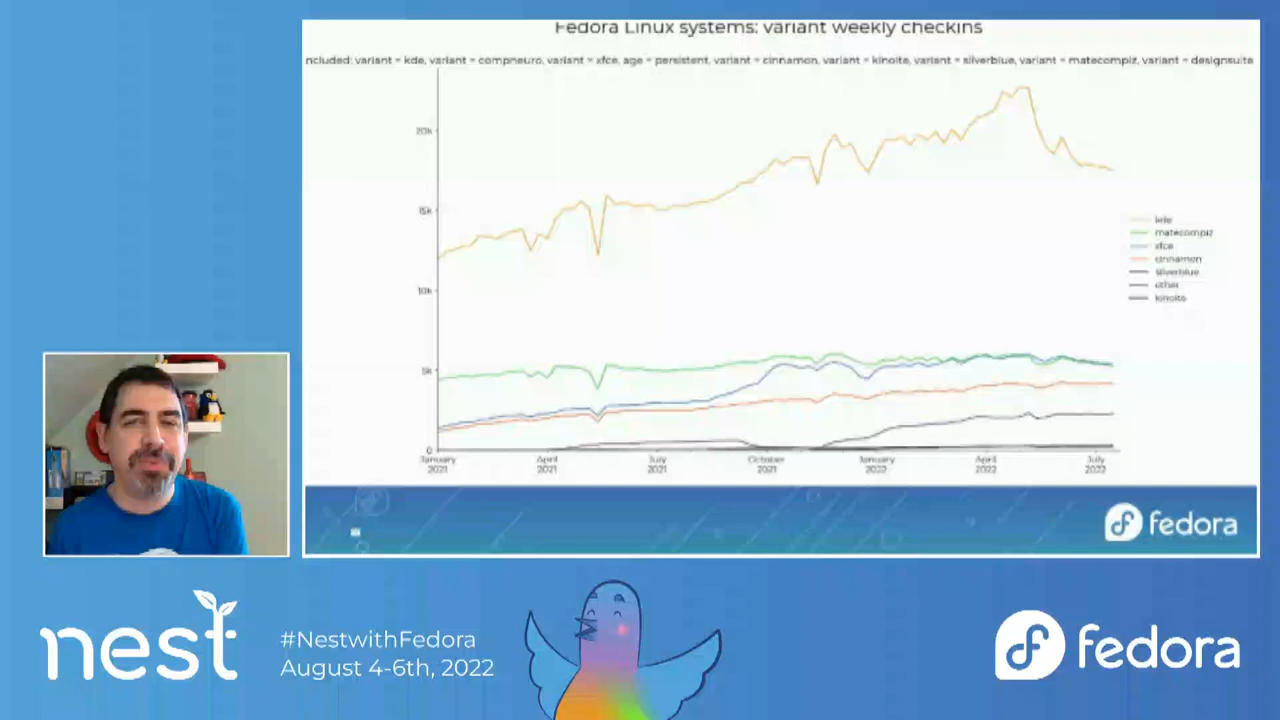 Fedora Linux systems: variant weekly checkins
ncluded: variant = kde, variant = compneuro, variant = xfce, age = persistent, variant = cinnamon, variant = kinoite, variant = silverblue, variant = matecompiz, variant = designsuite
20k
15k
10k
5k
0
January 2021
April 2021
July 2021
October 2021
January 2022
April 2022
July 2022
kde
matecompiz
xfce
cinnamon
silverblue
other
kinoite
fedora
nest
#NestwithFedora
August 4-6th, 2022
fedora